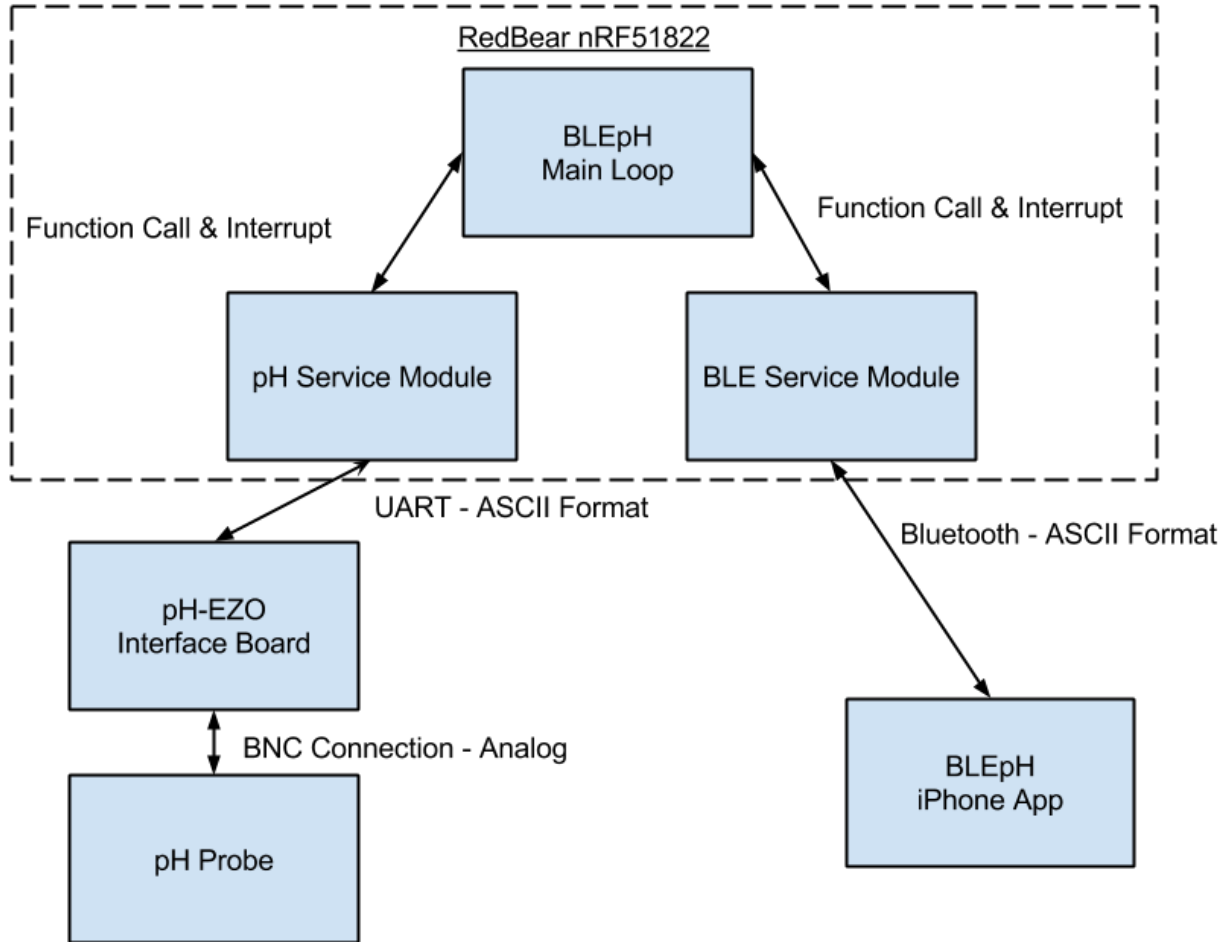 RedBear nRF51822
BLEpH
Main Loop
Function Call & Interrupt
Function Call & Interrupt
pH Service Module
BLE Service Module
UART - ASCII Format
Bluetooth - ASCII Format
pH-EZO
Interface Board
BNC Connection - Analog
BLEpH
iPhone App
pH Probe